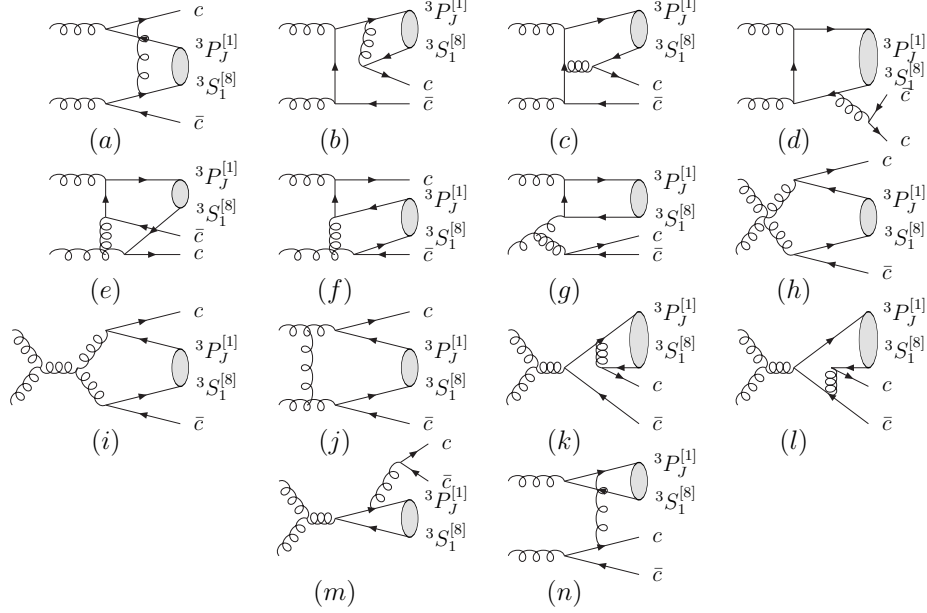 c
³P_J^[1]
³S_1^[8]
c̄
(a)
³P_J^[1]
³S_1^[8]
c
c̄
(b)
³P_J^[1]
³S_1^[8]
c
c̄
(c)
³P_J^[1]
³S_1^[8]
c̄
c
(d)
³P_J^[1]
³S_1^[8]
c̄
c
(e)
c
³P_J^[1]
³S_1^[8]
c̄
(f)
³P_J^[1]
³S_1^[8]
c
c̄
(g)
c
³P_J^[1]
³S_1^[8]
c̄
(h)
c
³P_J^[1]
³S_1^[8]
c̄
(i)
c
³P_J^[1]
³S_1^[8]
c̄
(j)
³P_J^[1]
³S_1^[8]
c
c̄
(k)
³P_J^[1]
³S_1^[8]
c
c̄
(l)
c
c̄
³P_J^[1]
³S_1^[8]
(m)
³P_J^[1]
³S_1^[8]
c
c̄
(n)